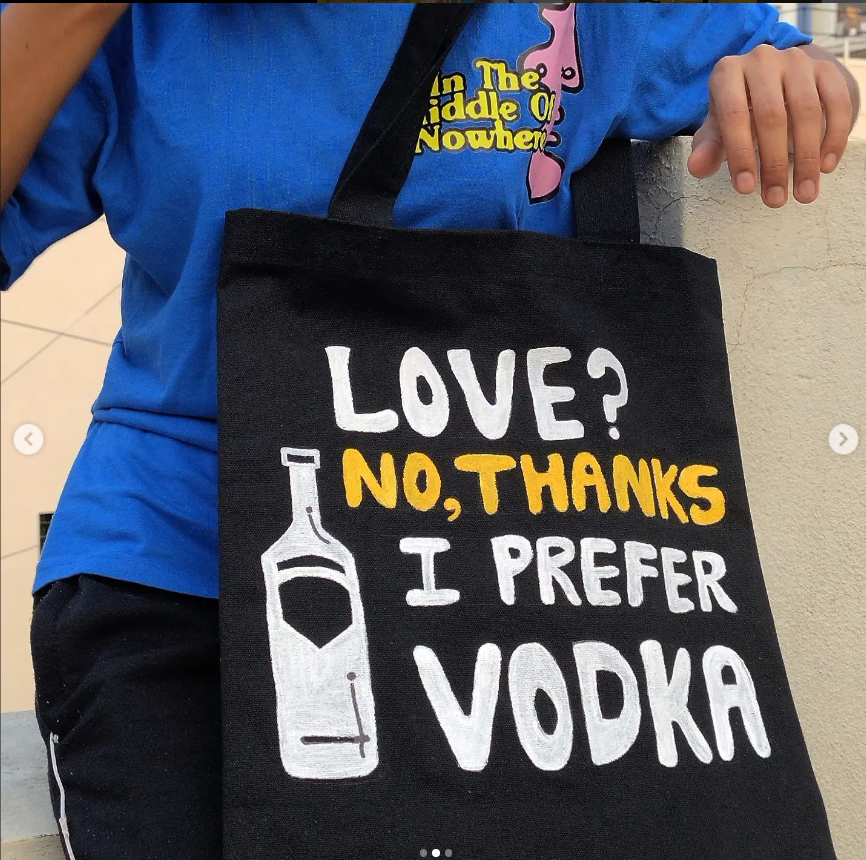 In The
iddle Of
Nowher
LOVE?
NO, THANKS
I PREFER
VODKA